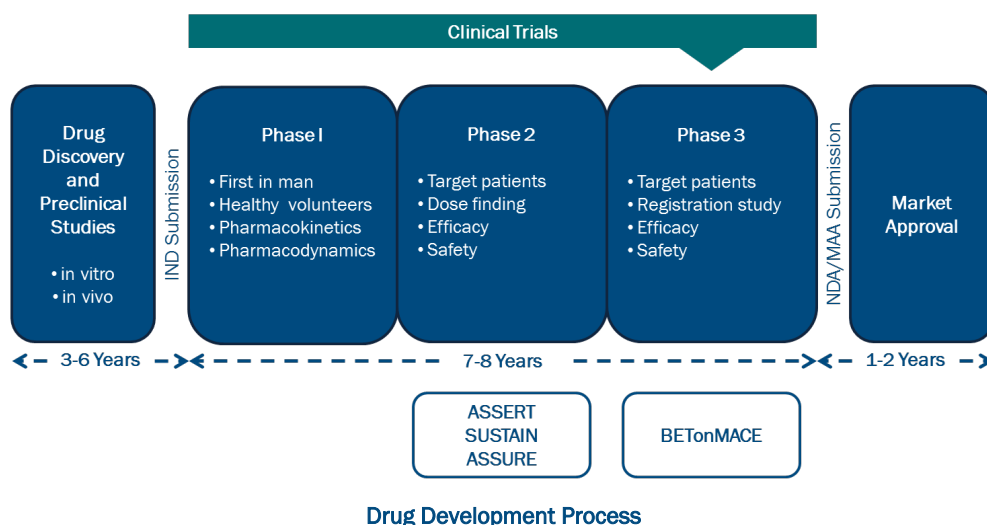 Clinical Trials
Drug
Discovery
and
Preclinical
Studies
• in vitro
• in vivo
IND Submission
Phase I
• First in man
• Healthy volunteers
• Pharmacokinetics
• Pharmacodynamics
Phase 2
• Target patients
• Dose finding
• Efficacy
• Safety
Phase 3
• Target patients
• Registration study
• Efficacy
• Safety
NDA/MAA Submission
Market
Approval
3-6 Years
7-8 Years
1-2 Years
ASSERT
SUSTAIN
ASSURE
BETonMACE
Drug Development Process